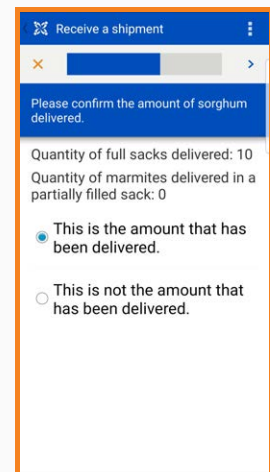 Receive a shipment
Please confirm the amount of sorghum
delivered.
Quantity of full sacks delivered: 10
Quantity of marmites delivered in a
partially filled sack: 0
This is the amount that has
been delivered.
This is not the amount that
has been delivered.